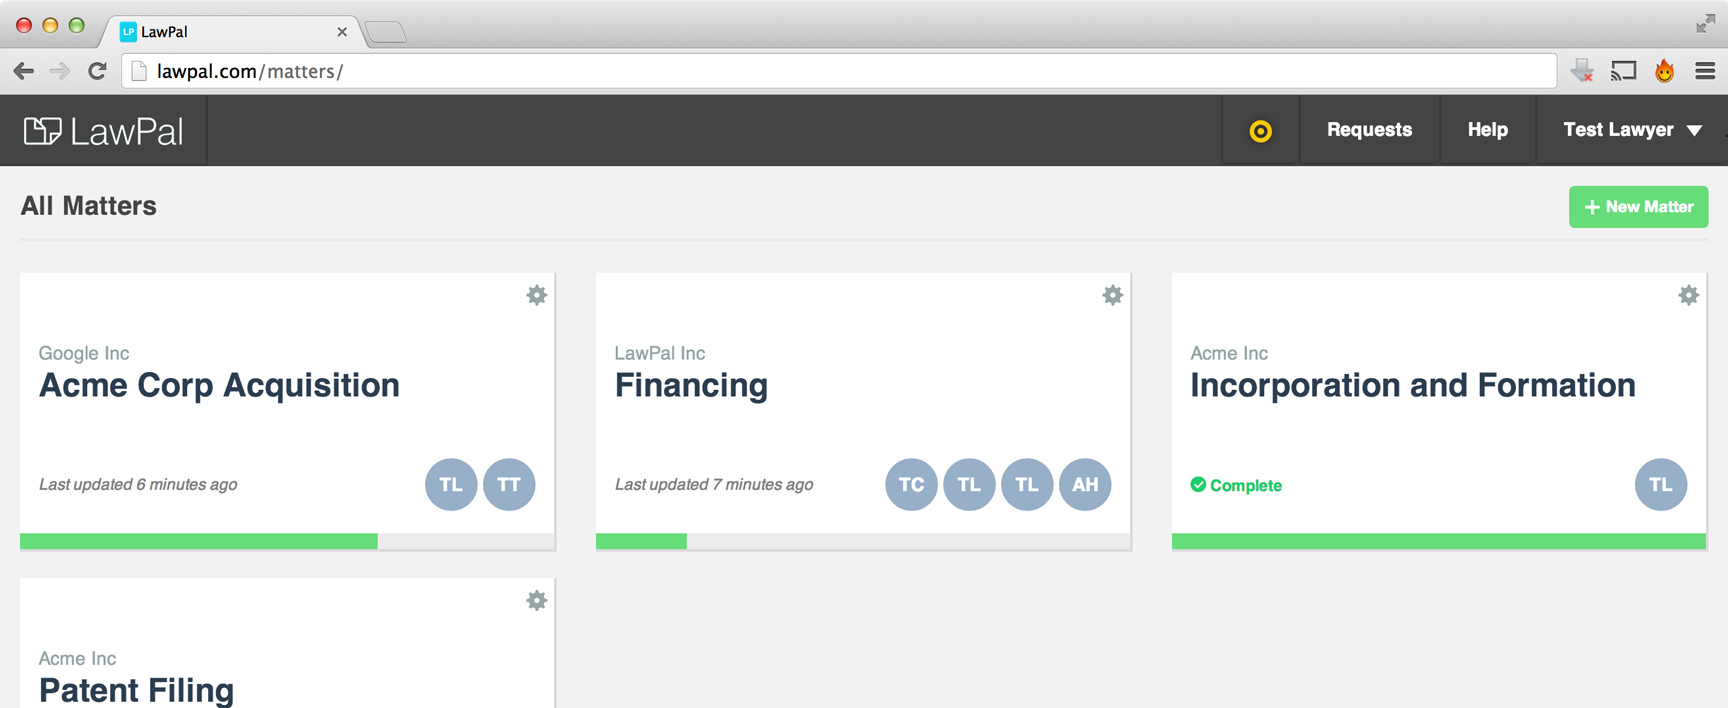 LP LawPal
lawpal.com/matters/
LawPal
Requests
Help
Test Lawyer
All Matters
+ New Matter
Google Inc
Acme Corp Acquisition
Last updated 6 minutes ago
TL TT
LawPal Inc
Financing
Last updated 7 minutes ago
TC TL TL AH
Acme Inc
Incorporation and Formation
Complete
TL
Acme Inc
Patent Filing